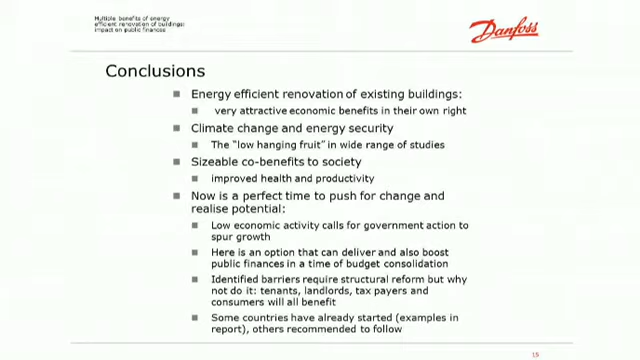 Multiple benefits of energy
efficient renovation of buildings:
impact on public finances
Danfoss
Conclusions
Energy efficient renovation of existing buildings:
very attractive economic benefits in their own right
Climate change and energy security
The "low hanging fruit" in wide range of studies
Sizeable co-benefits to society
improved health and productivity
Now is a perfect time to push for change and
realise potential:
Low economic activity calls for government action to
spur growth
Here is an option that can deliver and also boost
public finances in a time of budget consolidation
Identified barriers require structural reform but why
not do it: tenants, landlords, tax payers and
consumers will all benefit
Some countries have already started (examples in
report), others recommended to follow
15